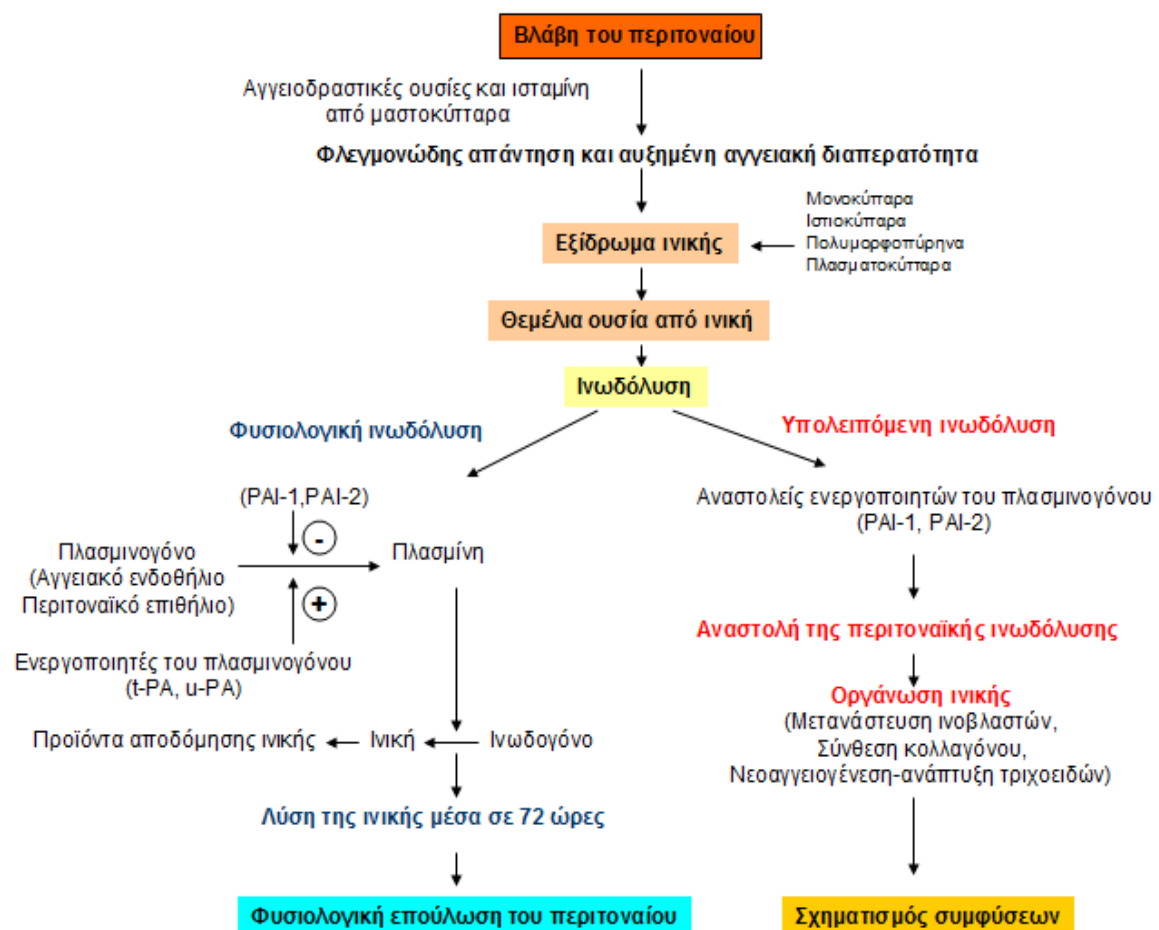 Βλάβη του περιτοναίου
Αγγειοδραστικές ουσίες και ισταμίνη
από μαστοκύτταρα
Φλεγμονώδης απάντηση και αυξημένη αγγειακή διαπερατότητα
Μονοκύτταρα
Ιστιοκύτταρα
Πολυμορφοπύρηνα
Πλασματοκύτταρα
Εξίδρωμα ινικής
Θεμέλια ουσία από ινική
Ινωδόλυση
Φυσιολογική ινωδόλυση
(PAI-1,PAI-2)
-
Πλασμινογόνο
(Αγγειακό ενδοθήλιο
Περιτοναϊκό επιθήλιο)
Πλασμίνη
+
Ενεργοποιητές του πλασμινογόνου
(t-PA, u-PA)
Προϊόντα αποδόμησης ινικής
Ινική
Ινωδογόνο
Λύση της ινικής μέσα σε 72 ώρες
Φυσιολογική επούλωση του περιτοναίου
Υπολειπόμενη ινωδόλυση
Αναστολείς ενεργοποιητών του πλασμινογόνου
(PAI-1, PAI-2)
Αναστολή της περιτοναϊκής ινωδόλυσης
Οργάνωση ινικής
(Μετανάστευση ινοβλαστών,
Σύνθεση κολλαγόνου,
Νεοαγγειογένεση-ανάπτυξη τριχοειδών)
Σχηματισμός συμφύσεων